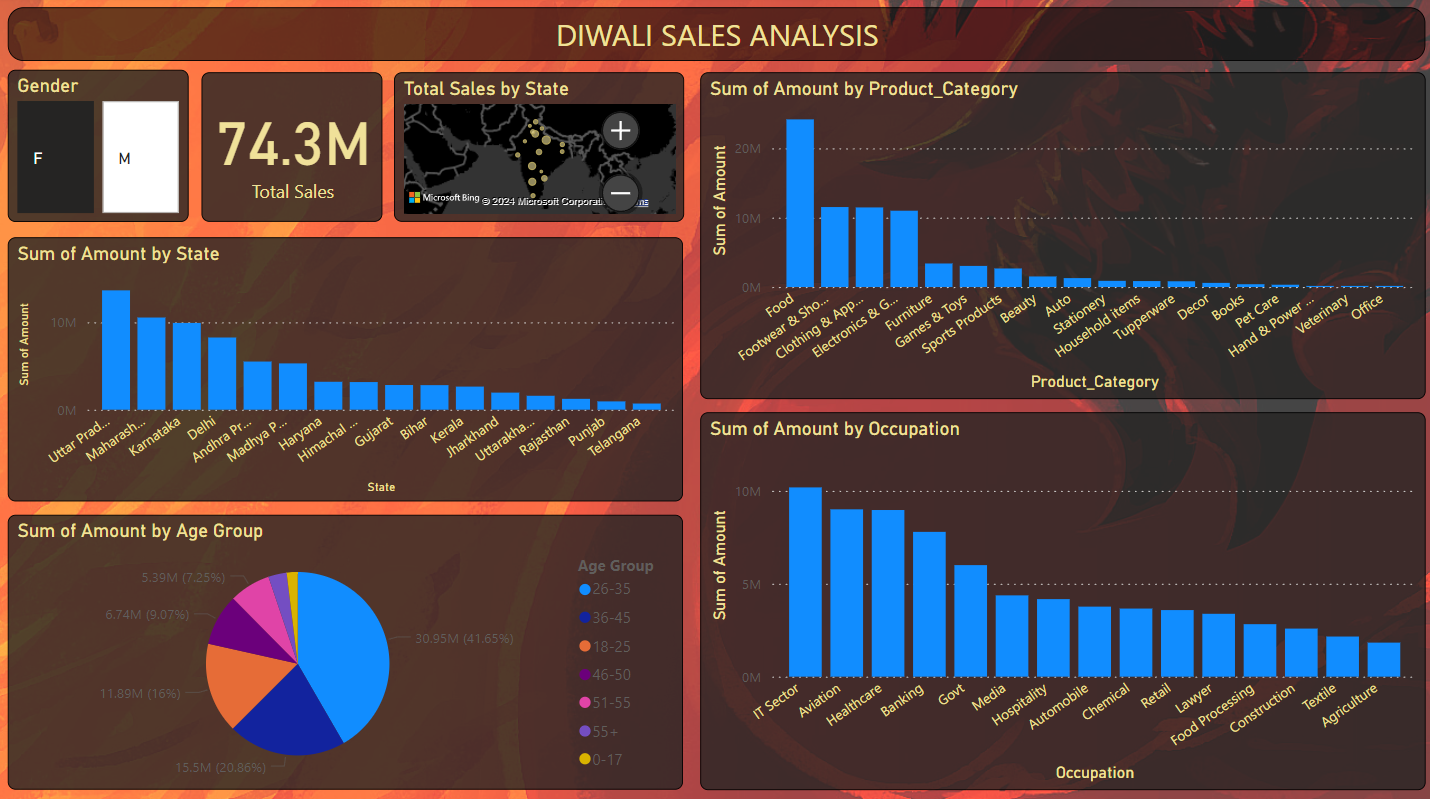 DIWALI SALES ANALYSIS
Gender
F
M
74.3M
Total Sales
Total Sales by State
Microsoft Bing
© 2024 Microsoft Corporati
Sum of Amount by State
Sum of Amount
10M
0M
Uttar Prad...
Maharash...
Karnataka
Delhi
Andhra Pr...
Madhya P...
Haryana
Himachal ...
Gujarat
Bihar
Kerala
Jharkhand
Uttarakha...
Rajasthan
Punjab
Telangana
State
Sum of Amount by Age Group
5.39M (7.25%)
6.74M (9.07%)
11.89M (16%)
15.5M (20.86%)
30.95M (41.65%)
Age Group
26-35
36-45
18-25
46-50
51-55
55+
0-17
Sum of Amount by Product_Category
Sum of Amount
20M
10M
0M
Food
Footwear & Sho...
Clothing & App...
Electronics & G...
Furniture
Games & Toys
Sports Products
Beauty
Auto
Stationery
Household items
Tupperware
Decor
Books
Pet Care
Hand & Power ...
Veterinary
Office
Product_Category
Sum of Amount by Occupation
Sum of Amount
10M
5M
0M
IT Sector
Aviation
Healthcare
Banking
Govt
Media
Hospitality
Automobile
Chemical
Retail
Lawyer
Food Processing
Construction
Textile
Agriculture
Occupation